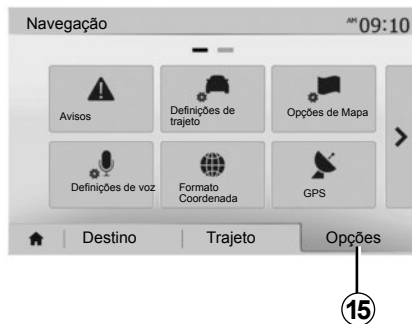 Navegação
AM 09:10
Avisos
Definições de
trajeto
Opções de Mapa
Definições de voz
Formato
Coordenada
GPS
Destino
Trajeto
Opções
15